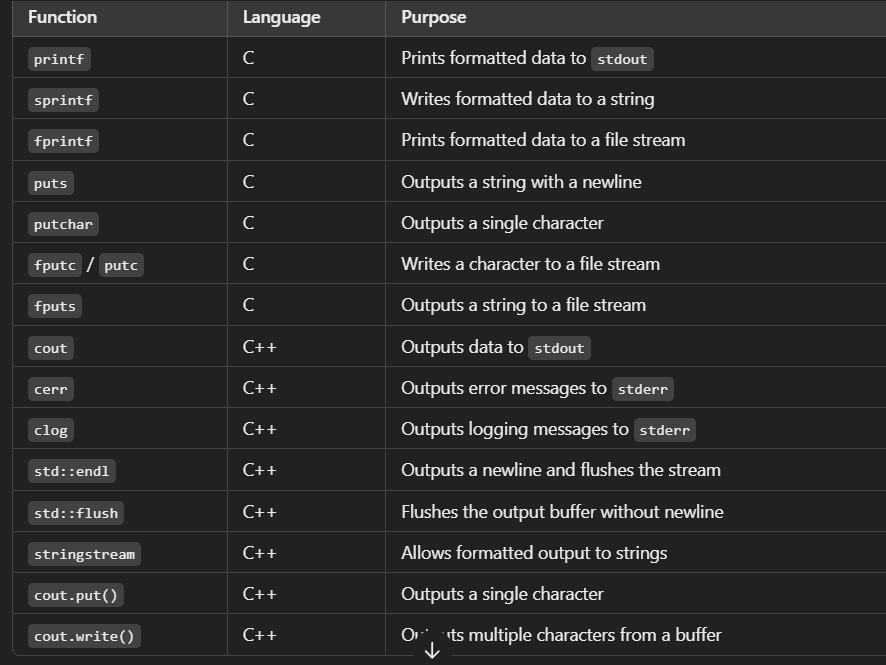 Function Language Purpose
printf C Prints formatted data to stdout
sprintf C Writes formatted data to a string
fprintf C Prints formatted data to a file stream
puts C Outputs a string with a newline
putchar C Outputs a single character
fputc / putc C Writes a character to a file stream
fputs C Outputs a string to a file stream
cout C++ Outputs data to stdout
cerr C++ Outputs error messages to stderr
clog C++ Outputs logging messages to stderr
std::endl C++ Outputs a newline and flushes the stream
std::flush C++ Flushes the output buffer without newline
stringstream C++ Allows formatted output to strings
cout.put() C++ Outputs a single character
cout.write() C++ Outputs multiple characters from a buffer